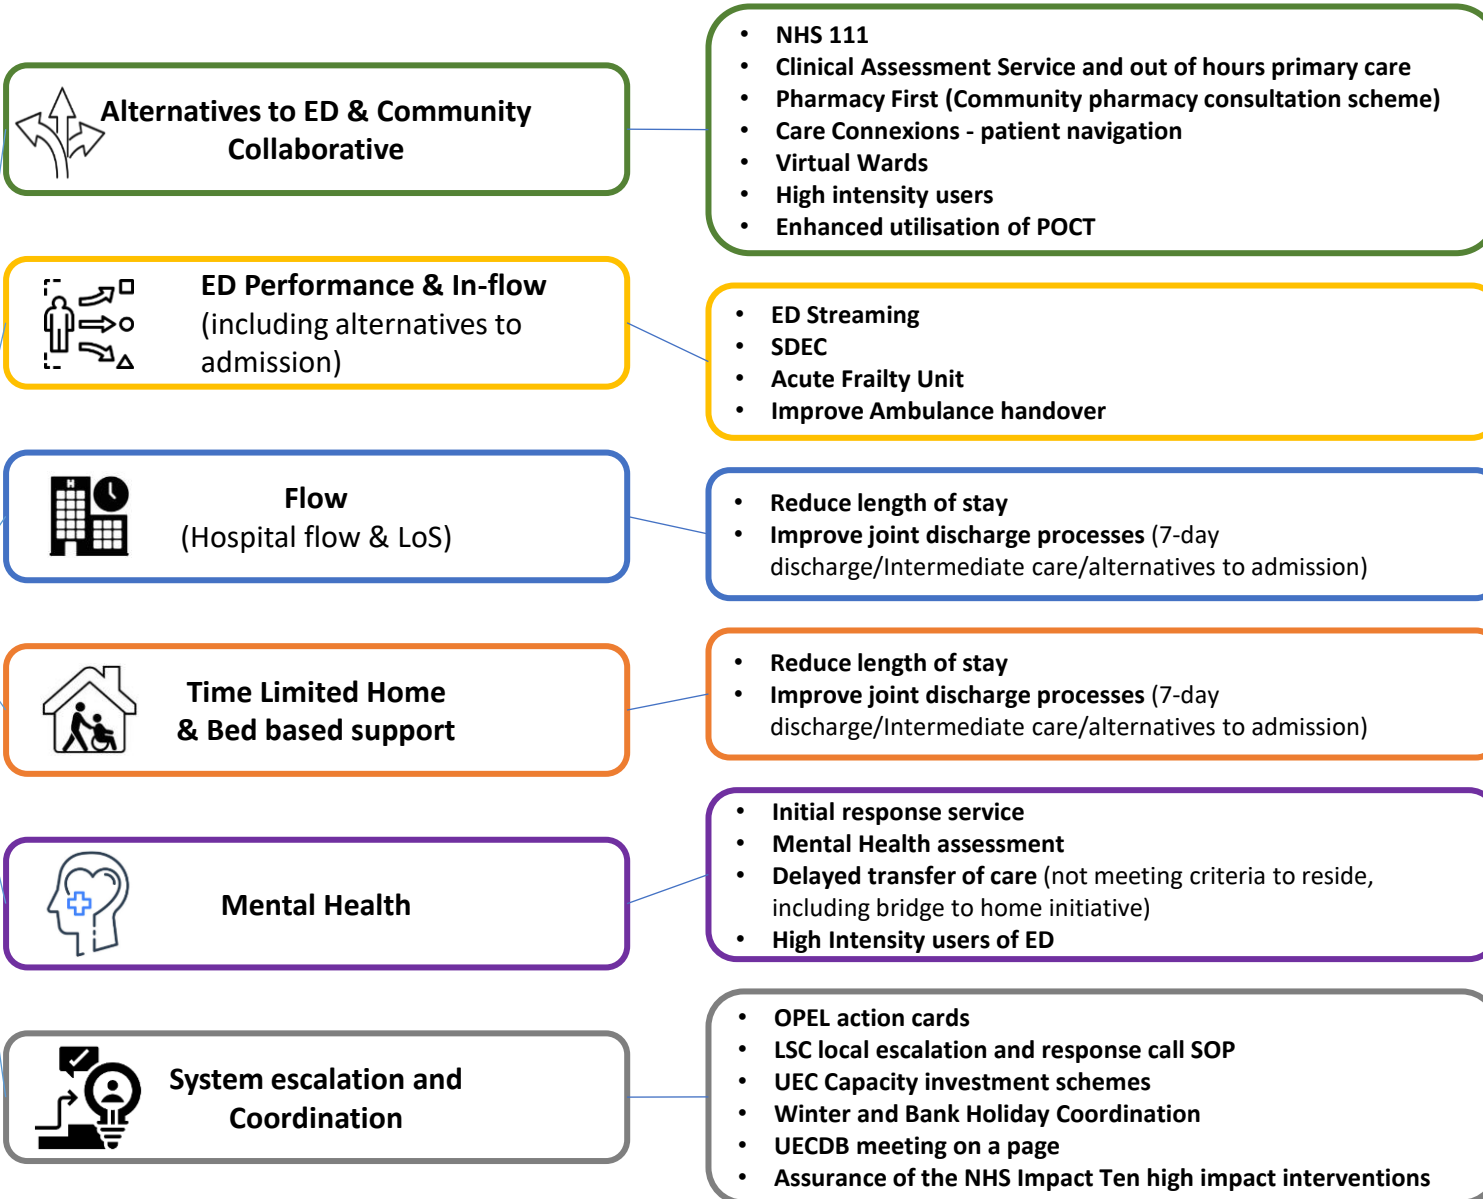 Alternatives to ED & Community
Collaborative
• NHS 111
• Clinical Assessment Service and out of hours primary care
• Pharmacy First (Community pharmacy consultation scheme)
• Care Connexions - patient navigation
• Virtual Wards
• High intensity users
• Enhanced utilisation of POCT
ED Performance & In-flow
(including alternatives to
admission)
• ED Streaming
• SDEC
• Acute Frailty Unit
• Improve Ambulance handover
Flow
(Hospital flow & LoS)
• Reduce length of stay
• Improve joint discharge processes (7-day
discharge/Intermediate care/alternatives to admission)
Time Limited Home
& Bed based support
• Reduce length of stay
• Improve joint discharge processes (7-day
discharge/Intermediate care/alternatives to admission)
Mental Health
• Initial response service
• Mental Health assessment
• Delayed transfer of care (not meeting criteria to reside,
including bridge to home initiative)
• High Intensity users of ED
System escalation and
Coordination
• OPEL action cards
• LSC local escalation and response call SOP
• UEC Capacity investment schemes
• Winter and Bank Holiday Coordination
• UECDB meeting on a page
• Assurance of the NHS Impact Ten high impact interventions